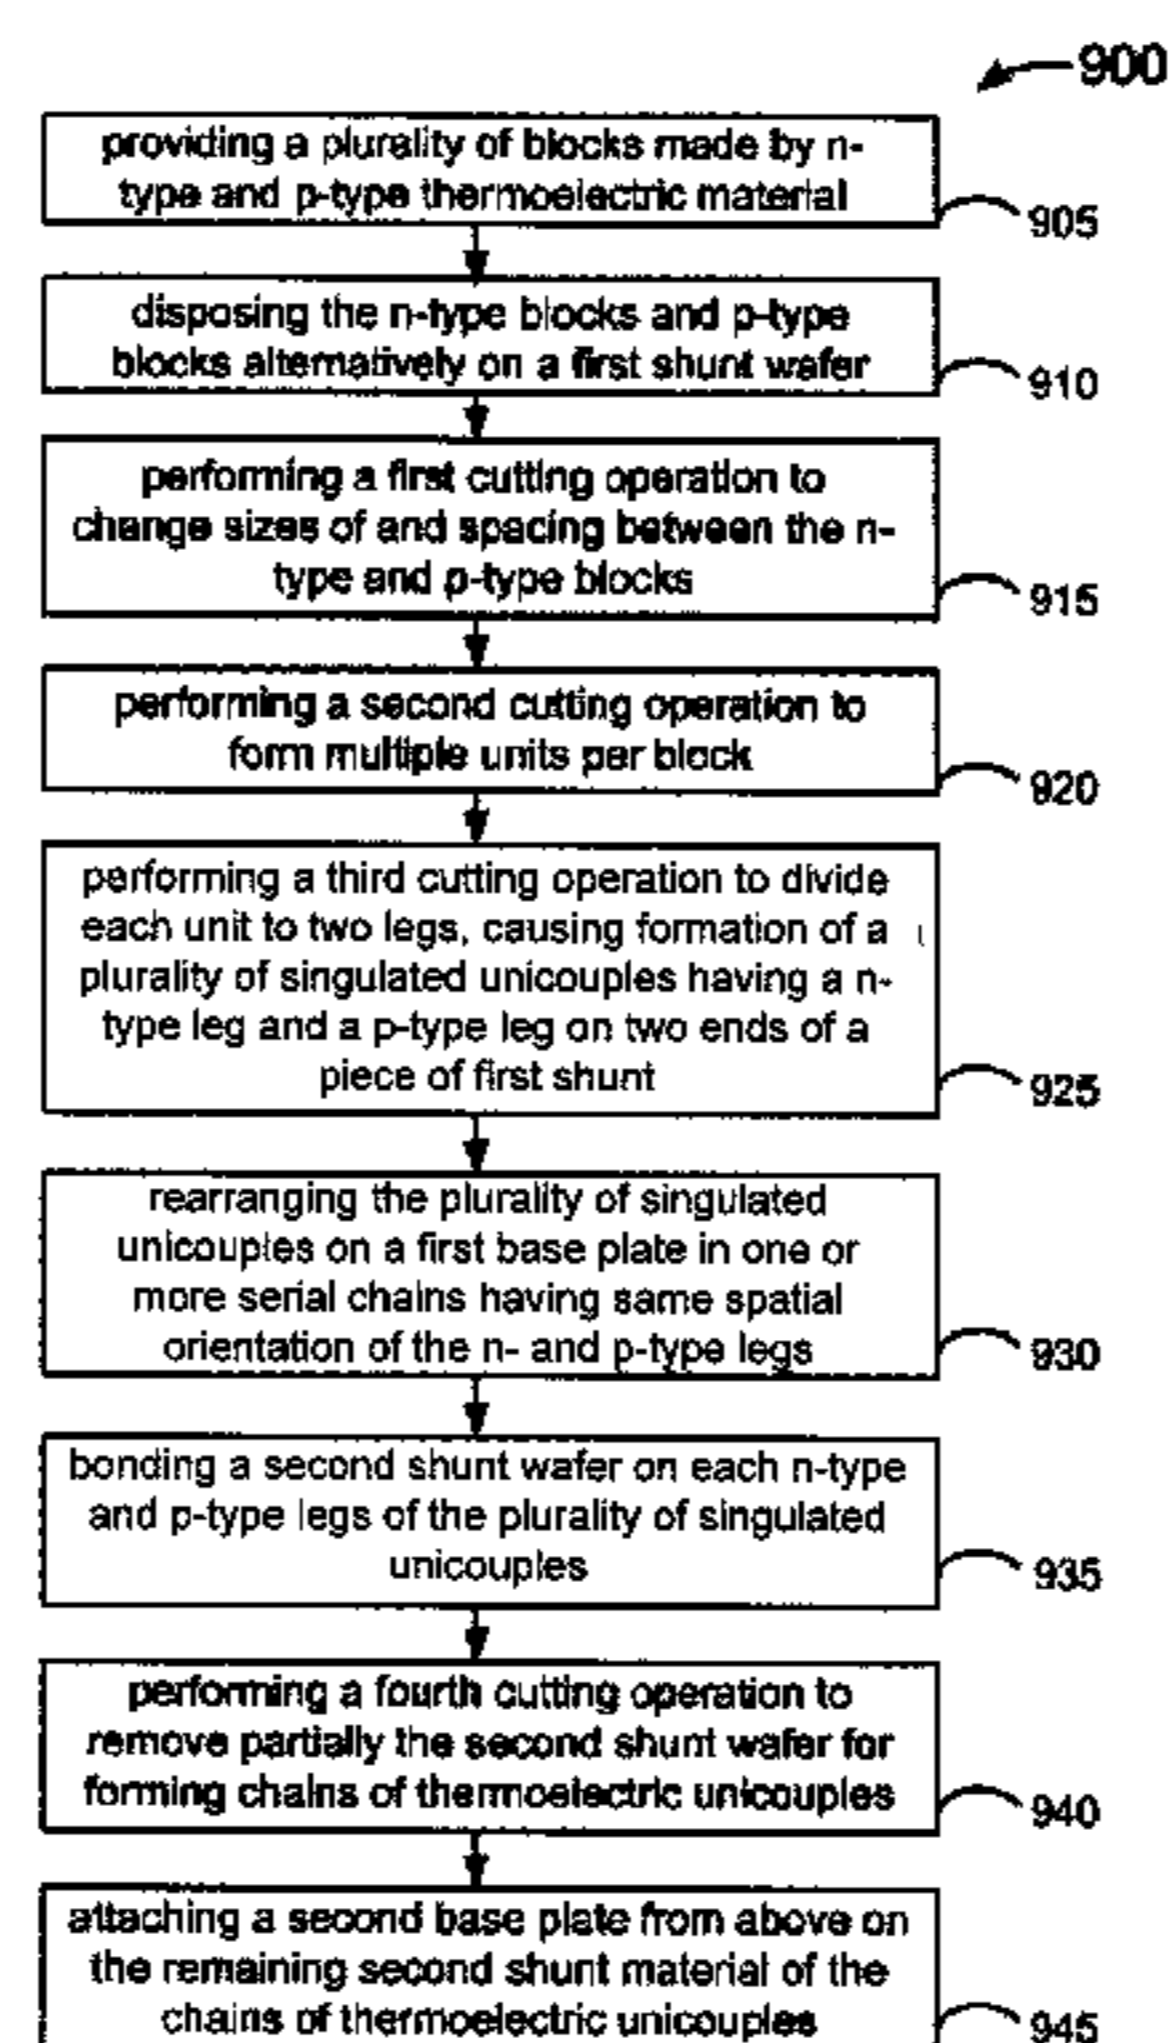 900
providing a plurality of blocks made by n-
type and p-type thermoelectric material
905
disposing the n-type blocks and p-type
blocks alternatively on a first shunt wafer
910
performing a first cutting operation to
change sizes of and spacing between the n-
type and p-type blocks
915
performing a second cutting operation to
form multiple units per block
920
performing a third cutting operation to divide
each unit to two legs, causing formation of a
plurality of singulated unicouples having a n-
type leg and a p-type leg on two ends of a
piece of first shunt
925
rearranging the plurality of singulated
unicouples on a first base plate in one or
more serial chains having same spatial
orientation of the n- and p-type legs
930
bonding a second shunt wafer on each n-type
and p-type legs of the plurality of singulated
unicouples
935
performing a fourth cutting operation to
remove partially the second shunt wafer for
forming chains of thermoelectric unicouples
940
attaching a second base plate from above on
the remaining second shunt material of the
chains of thermoelectric unicouples
945